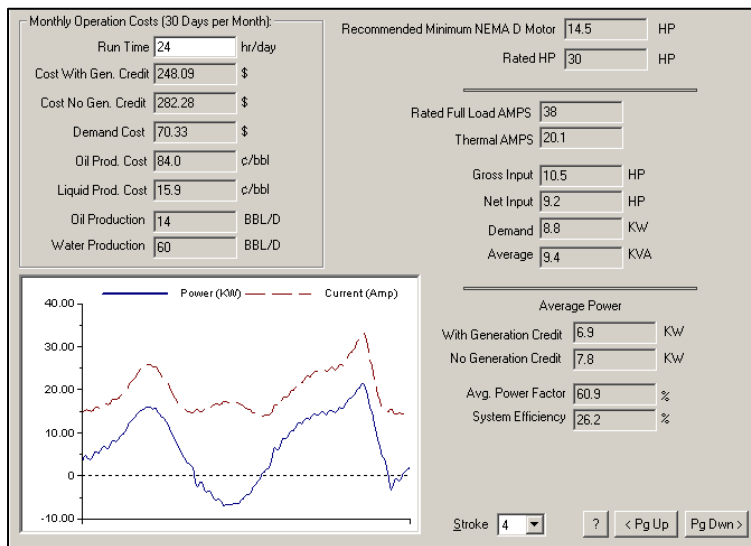 Monthly Operation Costs (30 Days per Month):
Run Time 24 hr/day
Cost With Gen. Credit 248.09 $
Cost No Gen. Credit 282.28 $
Demand Cost 70.33 $
Oil Prod. Cost 84.0 ¢/bbl
Liquid Prod. Cost 15.9 ¢/bbl
Oil Production 14 BBL/D
Water Production 60 BBL/D
Recommended Minimum NEMA D Motor 14.5 HP
Rated HP 30 HP
Rated Full Load AMPS 38
Thermal AMPS 20.1
Gross Input 10.5 HP
Net Input 9.2 HP
Demand 8.8 KW
Average 9.4 KVA
Average Power
With Generation Credit 6.9 KW
No Generation Credit 7.8 KW
Avg. Power Factor 60.9 %
System Efficiency 26.2 %
Power (KW) Current (Amp)
40.00
30.00
20.00
10.00
0
-10.00
Stroke 4 ? < Pg Up Pg Dwn >